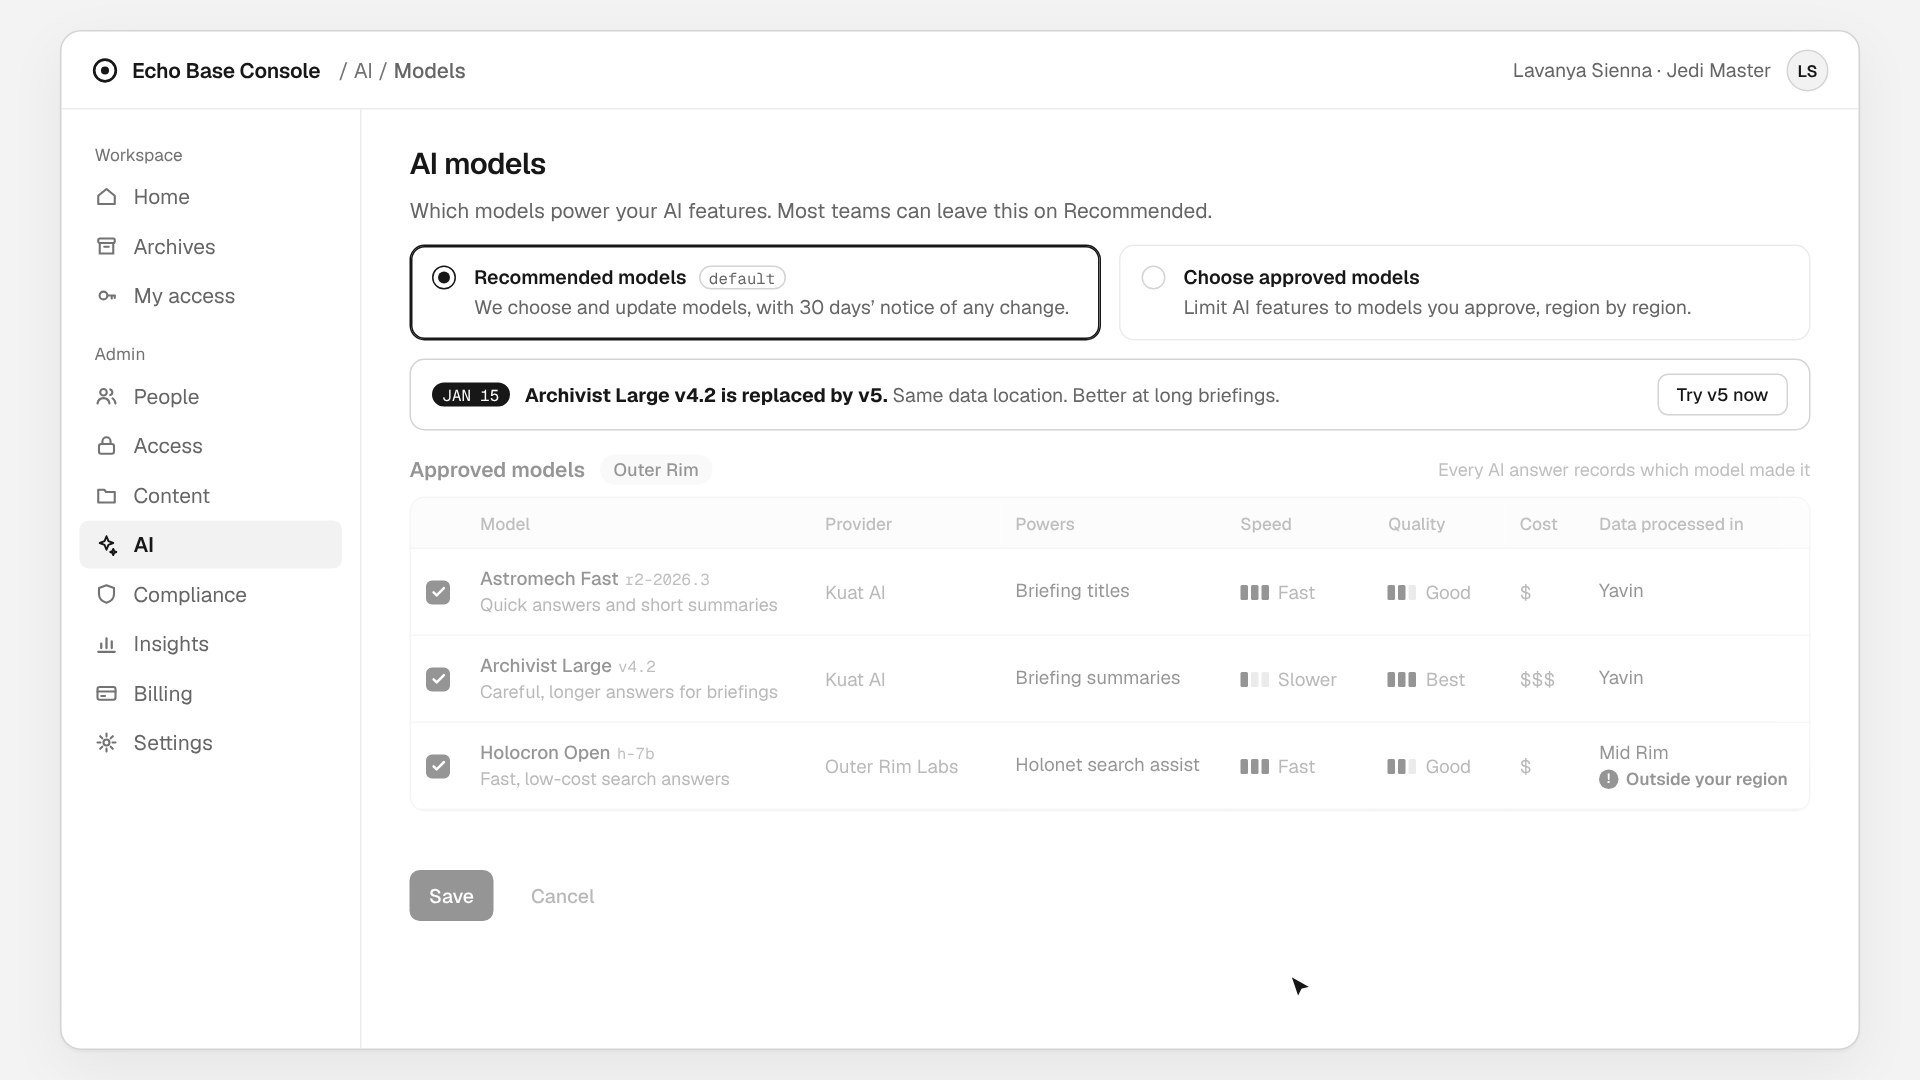 Echo Base Console / AI / Models
Lavanya Sienna · Jedi Master LS
Workspace
Home
Archives
My access
Admin
People
Access
Content
AI
Compliance
Insights
Billing
Settings
AI models
Which models power your AI features. Most teams can leave this on Recommended.
Recommended models default
We choose and update models, with 30 days’ notice of any change.
Choose approved models
Limit AI features to models you approve, region by region.
JAN 15 Archivist Large v4.2 is replaced by v5. Same data location. Better at long briefings. Try v5 now
Approved models Outer Rim Every AI answer records which model made it
Model Provider Powers Speed Quality Cost Data processed in
Astromech Fast r2-2026.3
Quick answers and short summaries
Kuat AI Briefing titles Fast Good $ Yavin
Archivist Large v4.2
Careful, longer answers for briefings
Kuat AI Briefing summaries Slower Best $$$ Yavin
Holocron Open h-7b
Fast, low-cost search answers
Outer Rim Labs Holonet search assist Fast Good $ Mid Rim
! Outside your region
Save Cancel